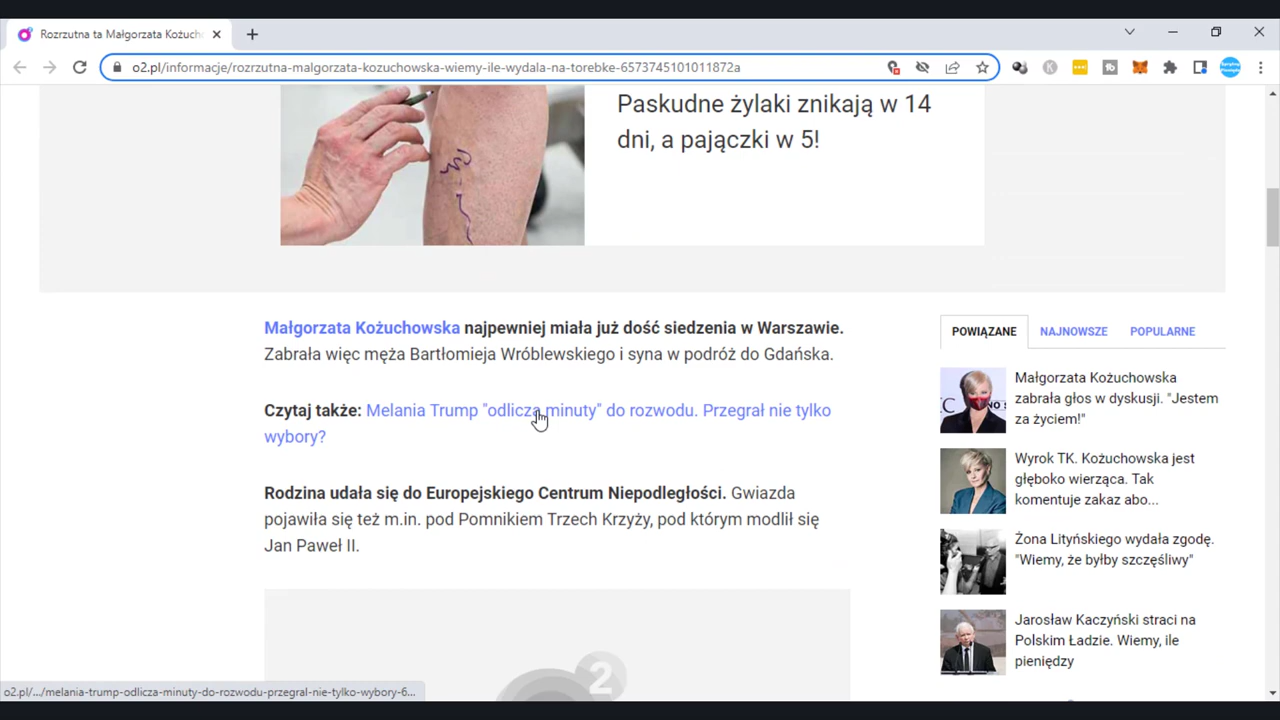 Rozrzutna ta Małgorzata Kożuch
o2.pl/informacje/rozrzutna-malgorzata-kozuchowska-wiemy-ile-wydala-na-torebke-6573745101011872a
Paskudne żylaki znikają w 14
dni, a pajączki w 5!
Małgorzata Kożuchowska najpewniej miała już dość siedzenia w Warszawie.
Zabrała więc męża Bartłomieja Wróblewskiego i syna w podróż do Gdańska.
Czytaj także: Melania Trump "odlicza minuty" do rozwodu. Przegrał nie tylko
wybory?
Rodzina udała się do Europejskiego Centrum Niepodległości. Gwiazda
pojawiła się też m.in. pod Pomnikiem Trzech Krzyży, pod którym modlił się
Jan Paweł II.
2
POWIĄZANE NAJNOWSZE POPULARNE
Małgorzata Kożuchowska
zabrała głos w dyskusji. "Jestem
za życiem!"
Wyrok TK. Kożuchowska jest
głęboko wierząca. Tak
komentuje zakaz abo...
Żona Lityńskiego wydała zgodę.
"Wiemy, że byłby szczęśliwy"
Jarosław Kaczyński straci na
Polskim Ładzie. Wiemy, ile
pieniędzy
o2.pl/.../melania-trump-odlicza-minuty-do-rozwodu-przegral-nie-tylko-wybory-6...